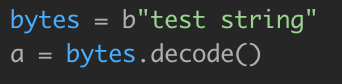 bytes = b"test string"
a = bytes.decode()